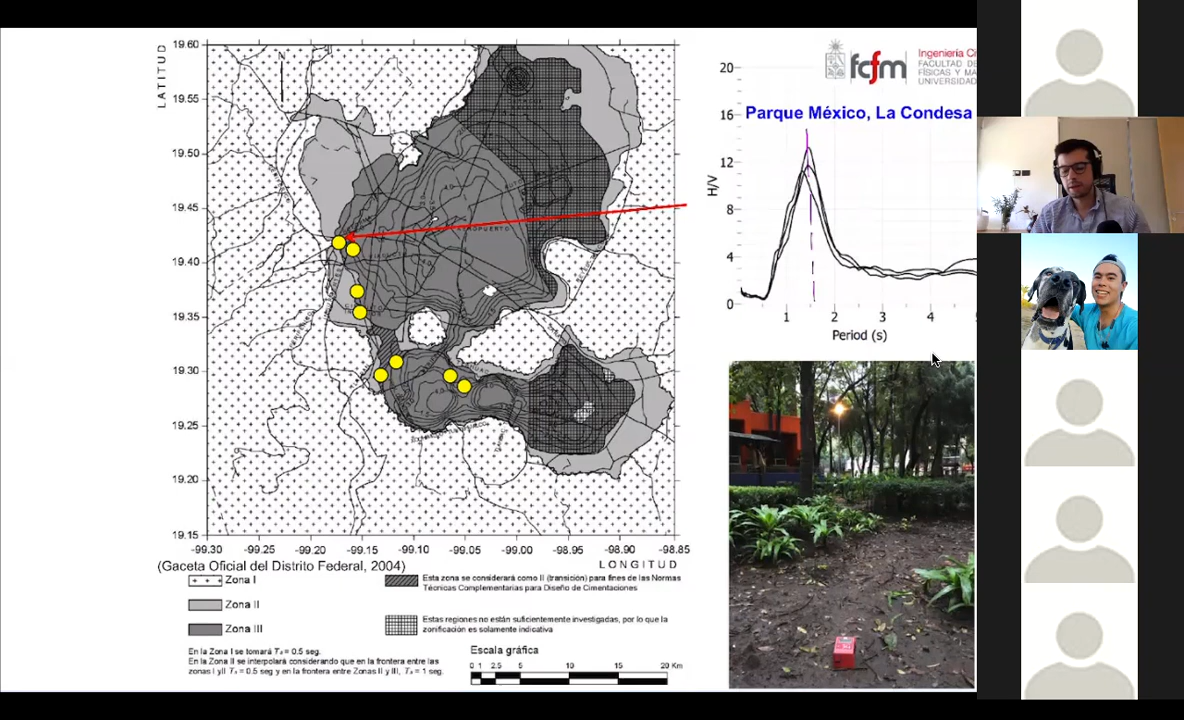 LATITUD
19.60
19.55
19.50
19.45
19.40
19.35
19.30
19.25
19.20
19.15
-99.30
-99.25
-99.20
-99.15
-99.10
-99.05
-99.00
-98.95
-98.90
-98.85
LONGITUD
(Gaceta Oficial del Distrito Federal, 2004)
Zona I
Zona II
Zona III
Esta zona se considerará como II (transición) para fines de las Normas
Técnicas Complementarias para Diseño de Cimentaciones
Estas regiones no están suficientemente investigadas, por lo que la
zonificación es solamente indicativa
En la Zona I se tomará Tₛ = 0.5 seg.
En la Zona II se interpolará considerando que en la frontera entre las
zonas I y II Tₛ = 0.5 seg y en la frontera entre Zonas II y III, Tₛ = 1 seg.
Escala gráfica
0 1 2.5 5 10 15 20 Km
fcfm
Ingeniería Ci
FACULTAD DE
FÍSICAS Y MA
UNIVERSIDAD
Parque México, La Condesa
H/V
20
16
12
8
4
0
1
2
3
4
5
Period (s)